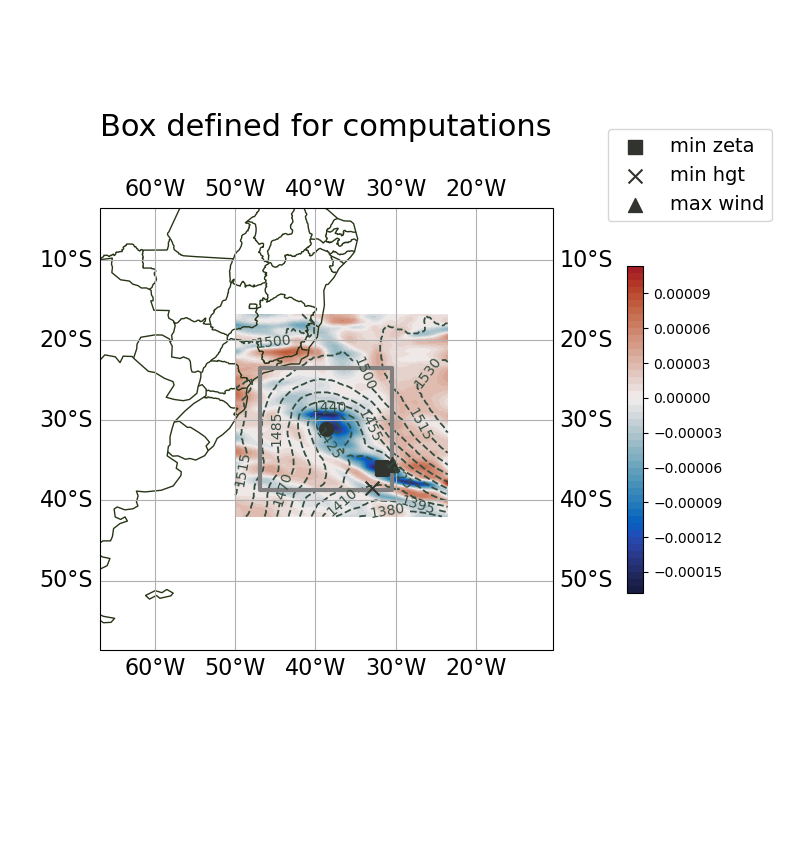 Box defined for computations
min zeta
min hgt
max wind
60°W 50°W 40°W 30°W 20°W
10°S 10°S
20°S 20°S
30°S 30°S
40°S 40°S
50°S 50°S
60°W 50°W 40°W 30°W 20°W
0.00009
0.00006
0.00003
0.00000
−0.00003
−0.00006
−0.00009
−0.00012
−0.00015
1500
1500
1530
1440
1485
1455
1515
1425
1515
1470
1410
1395
1380